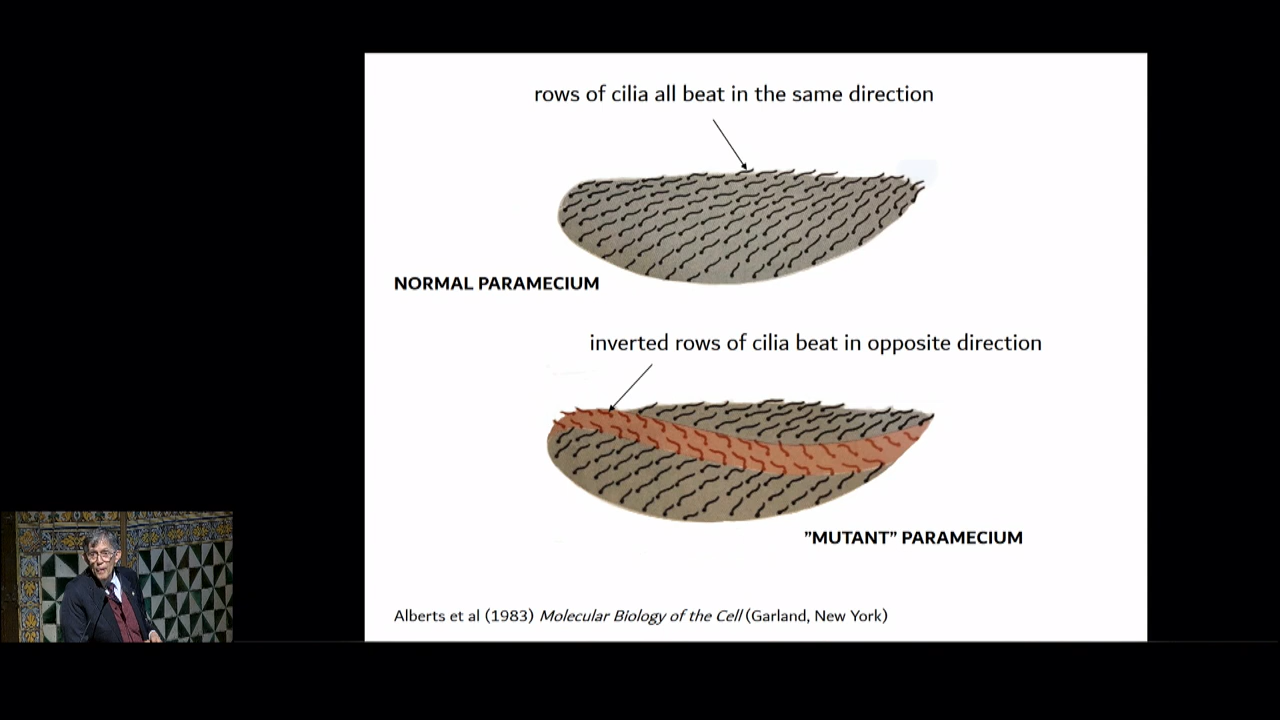 rows of cilia all beat in the same direction
NORMAL PARAMECIUM
inverted rows of cilia beat in opposite direction
”MUTANT” PARAMECIUM
Alberts et al (1983) Molecular Biology of the Cell (Garland, New York)